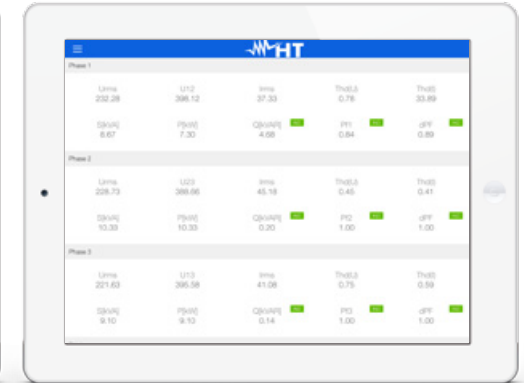 HT
Phase 1
Urms U12 Irms Thd(U) Thd(I)
232.28 398.12 37.33 0.78 33.89
S[kVA] P[kW] Q[kVAR] Pf1 dPF
8.67 7.30 4.68 0.84 0.89
Phase 2
Urms U23 Irms Thd(U) Thd(I)
228.73 45.18 0.45 0.41
S[kVA] P[kW] Q[kVAR] Pf2 dPF
10.33 10.33 0.20 1.00 1.00
Phase 3
Urms U13 Irms Thd(U) Thd(I)
221.63 395.58 41.08 0.75 0.59
S[kVA] P[kW] Q[kVAR] Pf3 dPF
9.10 9.10 0.14 1.00 1.00